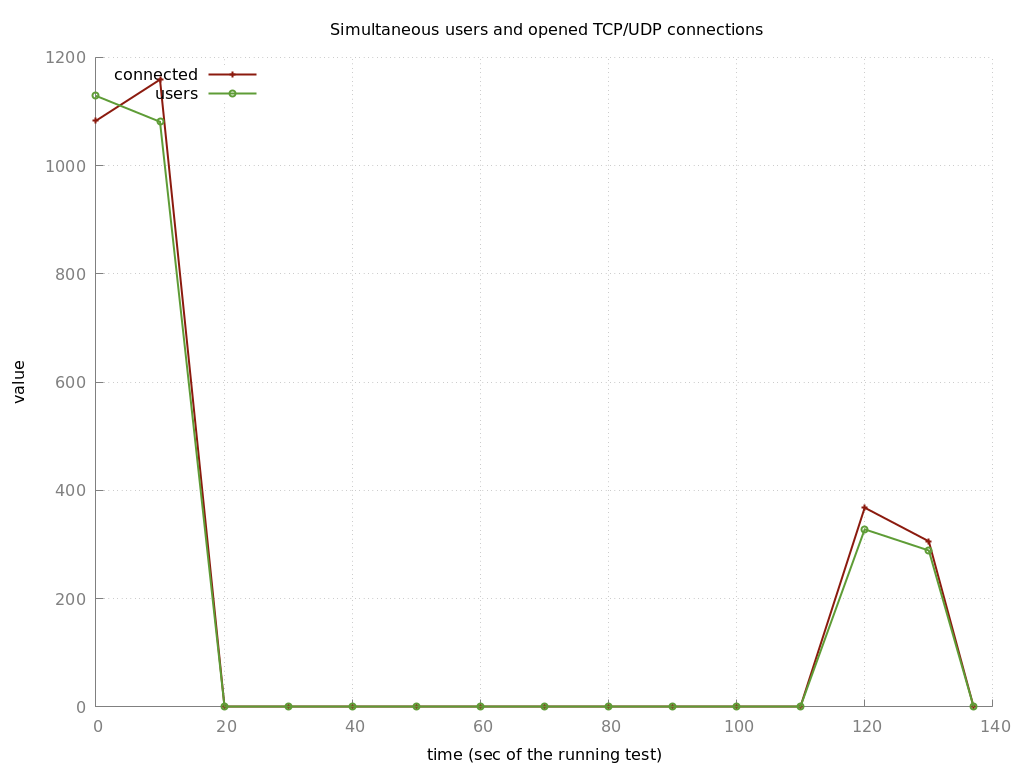 Simultaneous users and opened TCP/UDP connections
1200
connected
users
1000
800
600
value
400
200
0
0 20 40 60 80 100 120 140
time (sec of the running test)